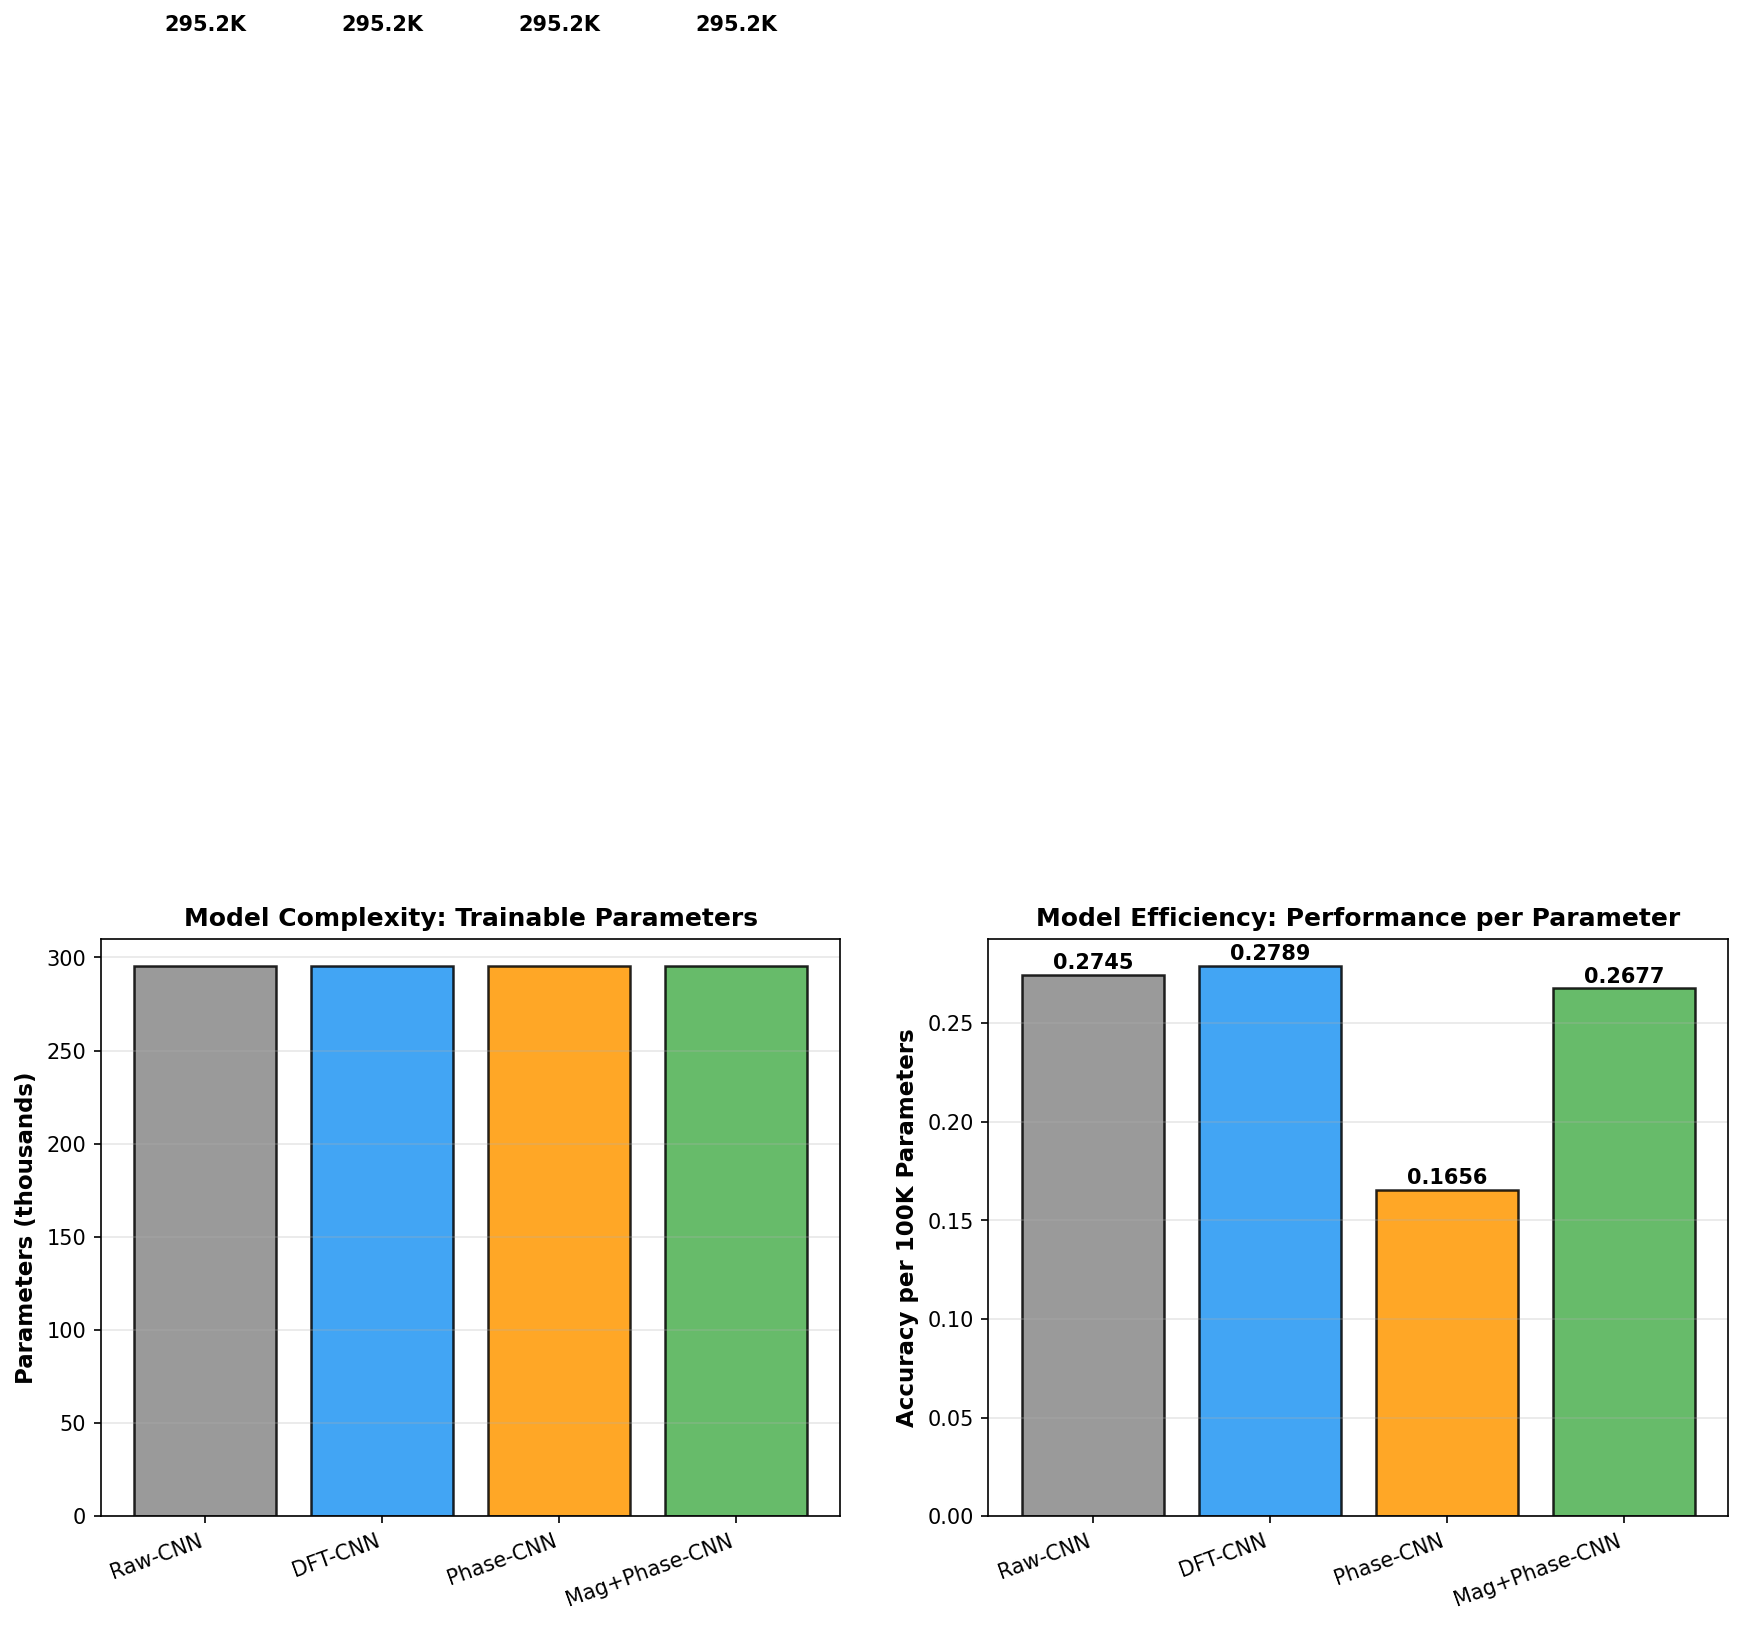 295.2K 295.2K 295.2K 295.2K
Model Complexity: Trainable Parameters
Parameters (thousands)
300
250
200
150
100
50
0
Raw-CNN
DFT-CNN
Phase-CNN
Mag+Phase-CNN
Model Efficiency: Performance per Parameter
Accuracy per 100K Parameters
0.25
0.20
0.15
0.10
0.05
0.00
0.2745
0.2789
0.1656
0.2677
Raw-CNN
DFT-CNN
Phase-CNN
Mag+Phase-CNN